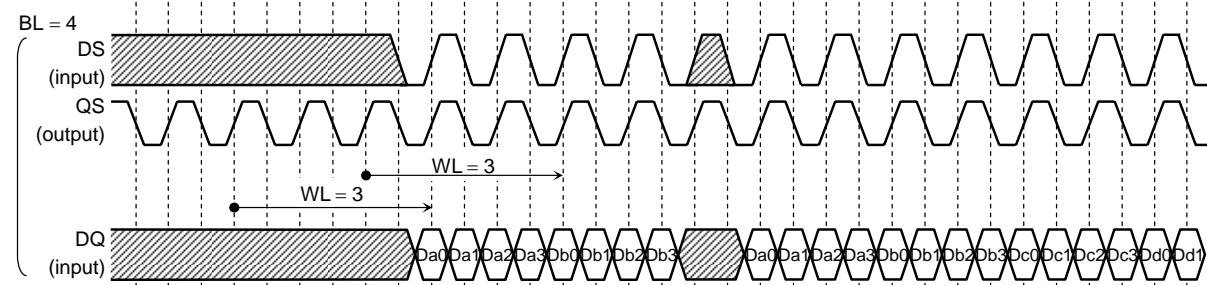 BL = 4
DS
(input)
QS
(output)
WL = 3
WL = 3
DQ
(input)
Da0 Da1 Da2 Da3 Db0 Db1 Db2 Db3 Da0 Da1 Da2 Da3 Db0 Db1 Db2 Db3 Dc0 Dc1 Dc2 Dc3 Dd0 Dd1